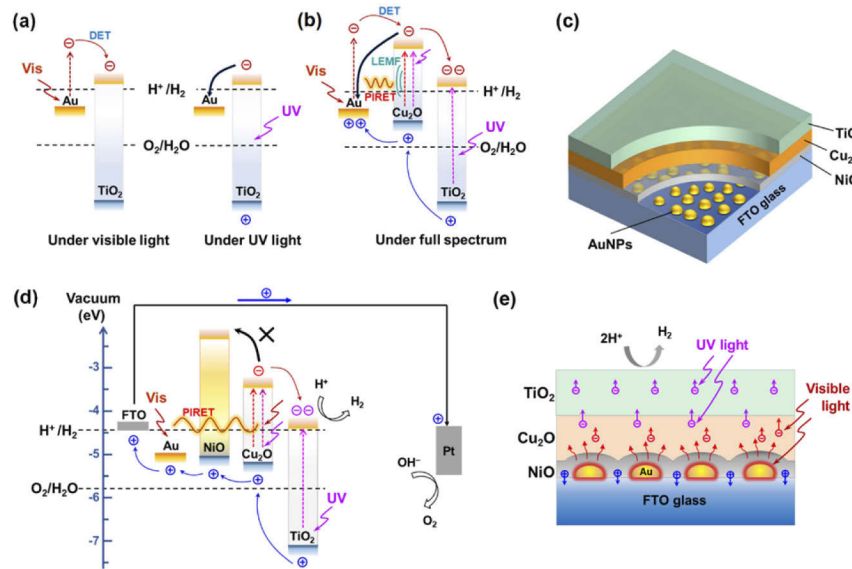 (a)
DET
Vis
H⁺/H₂
Au
Au
UV
O₂/H₂O
TiO₂
TiO₂
Under visible light
Under UV light
(b)
DET
Vis
LEMF
PIRET
Au
H⁺/H₂
Cu₂O
UV
O₂/H₂O
TiO₂
Under full spectrum
(c)
TiO
Cu₂
NiO
FTO glass
AuNPs
(d)
Vacuum
(eV)
-3
-4
-5
-6
-7
FTO
Vis
PIRET
H⁺
H₂
H⁺/H₂
Au
NiO
Cu₂O
Pt
O₂/H₂O
OH⁻
O₂
UV
TiO₂
(e)
2H⁺
H₂
UV light
TiO₂
Visible
light
Cu₂O
NiO
Au
FTO glass